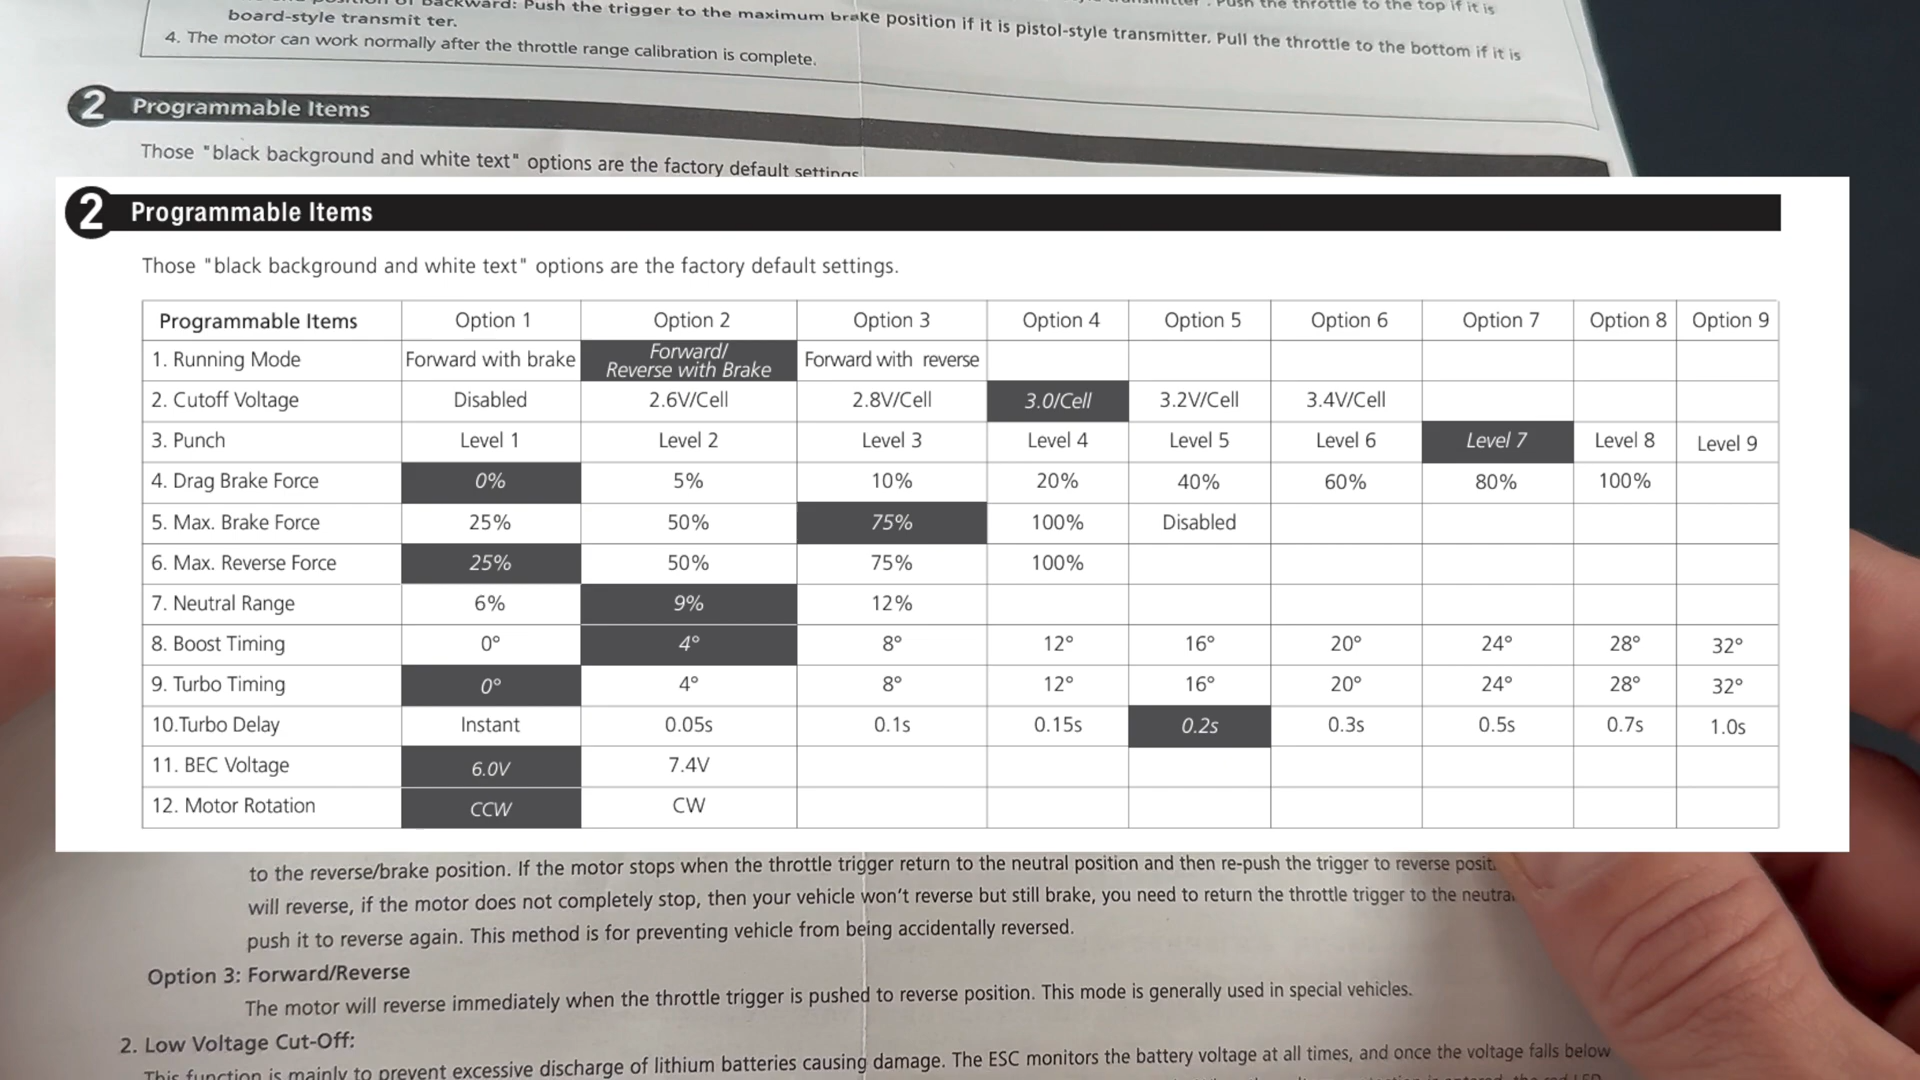 Backward: Push the trigger to the maximum brake position if it is pistol-style transmitter. Pull the throttle to the bottom if it is
Push the throttle to the top if it is
board-style transmit ter.
4. The motor can work normally after the throttle range calibration is complete.
2 Programmable Items
Those "black background and white text" options are the factory default settings
2 Programmable Items
Those "black background and white text" options are the factory default settings.
Programmable Items Option 1 Option 2 Option 3 Option 4 Option 5 Option 6 Option 7 Option 8 Option 9
1. Running Mode Forward with brake Forward/ Reverse with Brake Forward with reverse
2. Cutoff Voltage Disabled 2.6V/Cell 2.8V/Cell 3.0/Cell 3.2V/Cell 3.4V/Cell
3. Punch Level 1 Level 2 Level 3 Level 4 Level 5 Level 6 Level 7 Level 8 Level 9
4. Drag Brake Force 0% 5% 10% 20% 40% 60% 80% 100%
5. Max. Brake Force 25% 50% 75% 100% Disabled
6. Max. Reverse Force 25% 50% 75% 100%
7. Neutral Range 6% 9% 12%
8. Boost Timing 0° 4° 8° 12° 16° 20° 24° 28° 32°
9. Turbo Timing 0° 4° 8° 12° 16° 20° 24° 28° 32°
10.Turbo Delay Instant 0.05s 0.1s 0.15s 0.2s 0.3s 0.5s 0.7s 1.0s
11. BEC Voltage 6.0V 7.4V
12. Motor Rotation CCW CW
to the reverse/brake position. If the motor stops when the throttle trigger return to the neutral position and then re-push the trigger to reverse
will reverse, if the motor does not completely stop, then your vehicle won't reverse but still brake, you need to return the throttle trigger to the
push it to reverse again. This method is for preventing vehicle from being accidentally reversed.
Option 3: Forward/Reverse
The motor will reverse immediately when the throttle trigger is pushed to reverse position. This mode is generally used in special vehicles.
2. Low Voltage Cut-Off:
This function is mainly to prevent excessive discharge of lithium batteries causing damage. The ESC monitors the battery voltage at all times, and once the voltage falls below